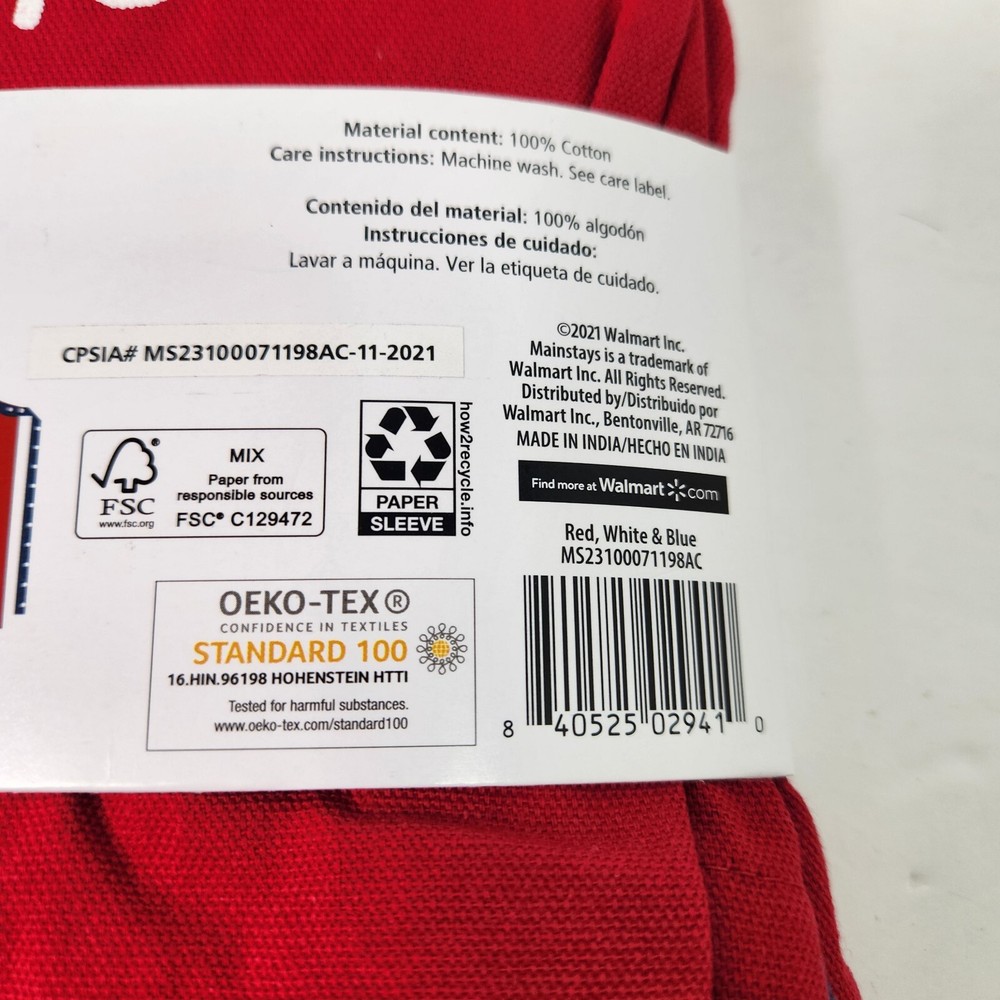 Material content: 100% Cotton
Care instructions: Machine wash. See care label.
Contenido del material: 100% algodón
Instrucciones de cuidado:
Lavar a máquina. Ver la etiqueta de cuidado.
CPSIA# MS23100071198AC-11-2021
©2021 Walmart Inc.
Mainstays is a trademark of
Walmart Inc. All Rights Reserved.
Distributed by/Distribuido por
Walmart Inc., Bentonville, AR 72716
MADE IN INDIA/HECHO EN INDIA
Find more at Walmart com
FSC®
www.fsc.org
MIX
Paper from
responsible sources
FSC® C129472
PAPER
SLEEVE
how2recycle.info
Red, White & Blue
MS23100071198AC
8 40525 02941 0
OEKO-TEX®
CONFIDENCE IN TEXTILES
STANDARD 100
16.HIN.96198 HOHENSTEIN HTTI
Tested for harmful substances.
www.oeko-tex.com/standard100